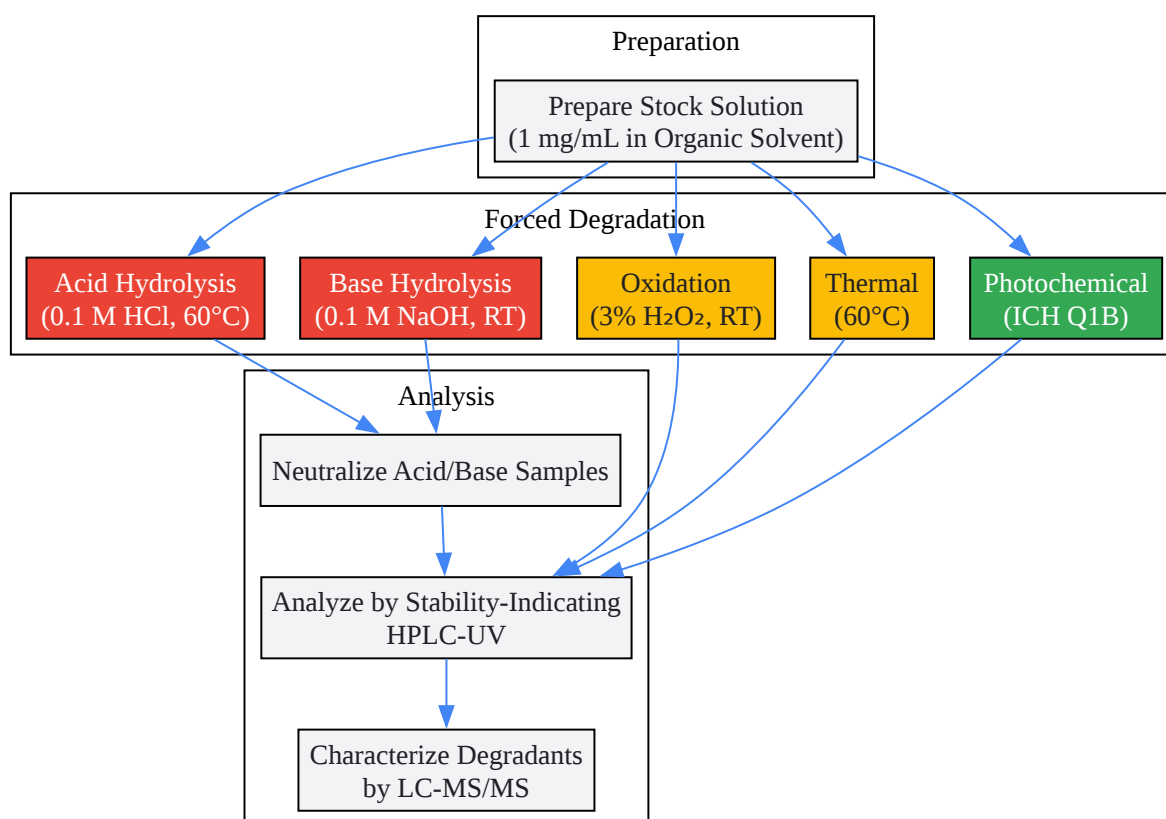 Preparation
Prepare Stock Solution
(1 mg/mL in Organic Solvent)
Forced Degradation
Acid Hydrolysis
(0.1 M HCl, 60°C)
Base Hydrolysis
(0.1 M NaOH, RT)
Oxidation
(3% H₂O₂, RT)
Thermal
(60°C)
Photochemical
(ICH Q1B)
Analysis
Neutralize Acid/Base Samples
Analyze by Stability-Indicating
HPLC-UV
Characterize Degradants
by LC-MS/MS